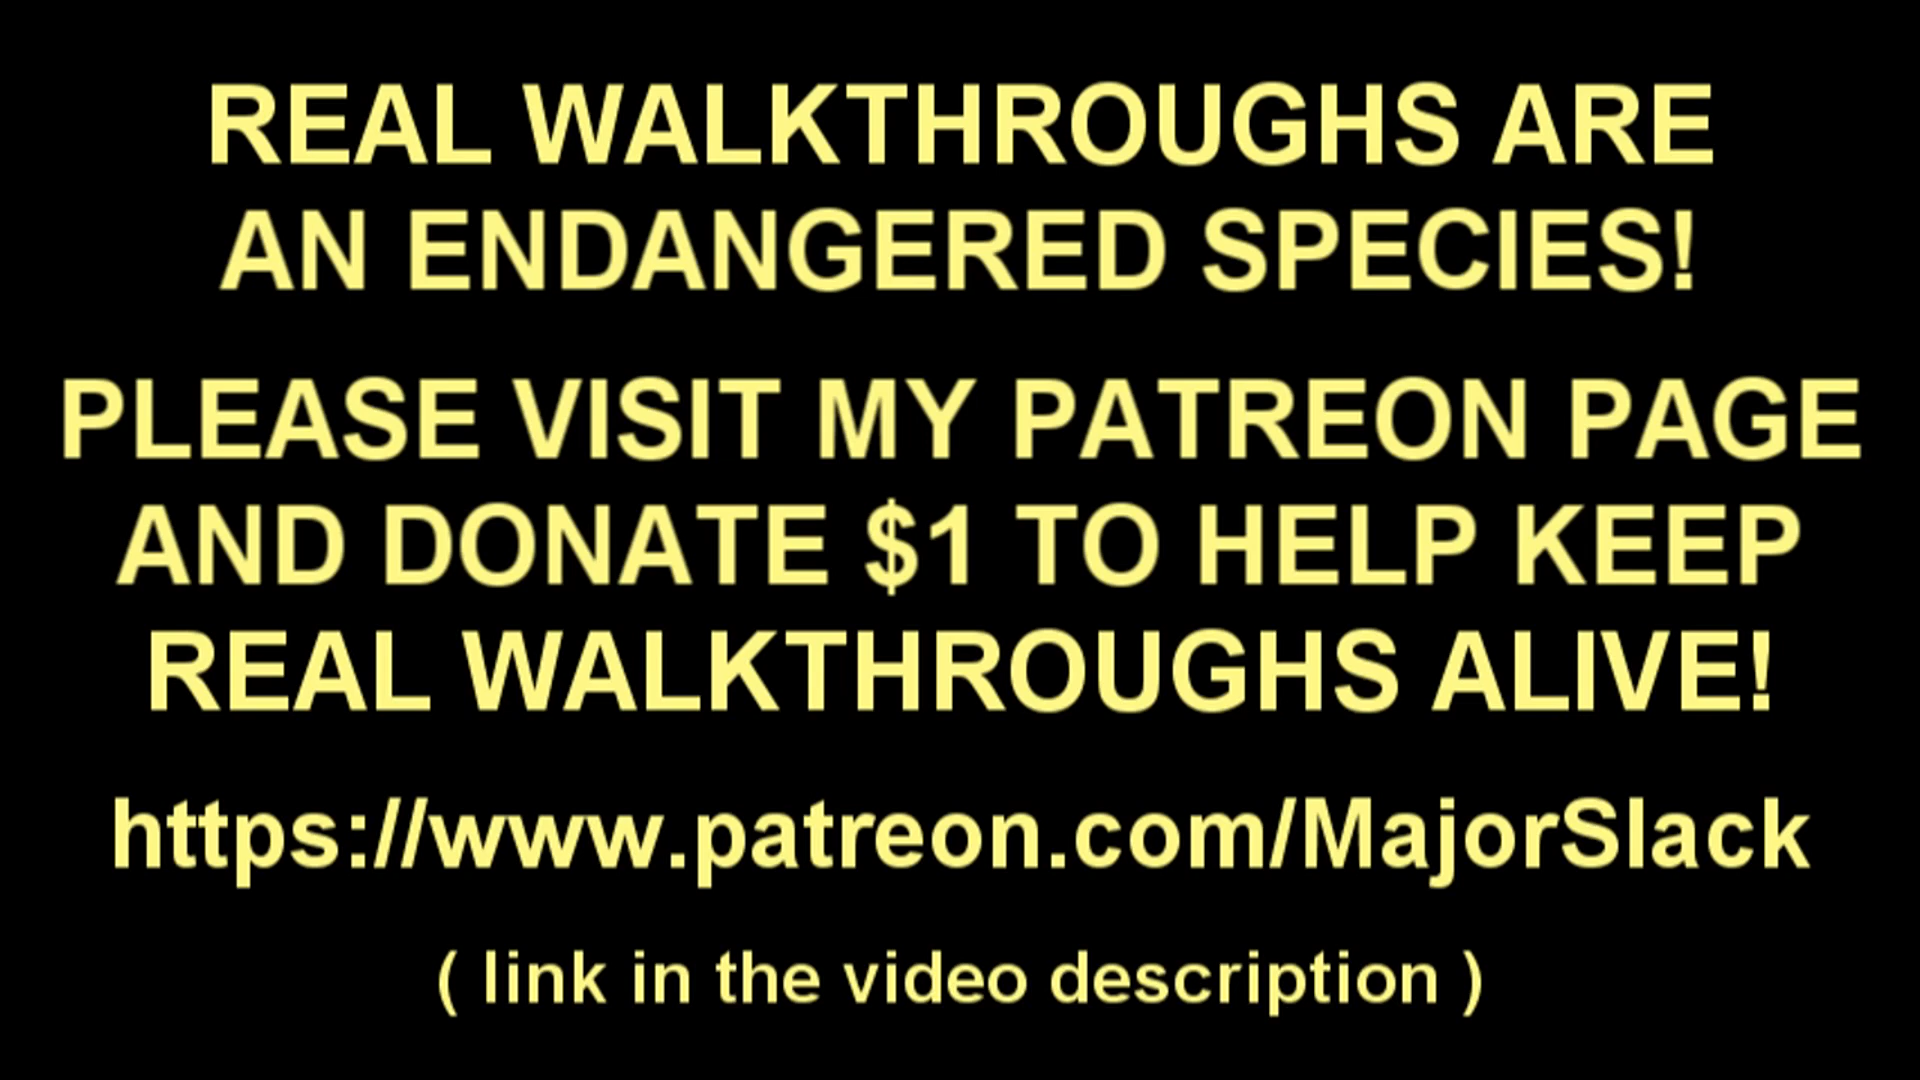 REAL WALKTHROUGHS ARE
AN ENDANGERED SPECIES!
PLEASE VISIT MY PATREON PAGE
AND DONATE $1 TO HELP KEEP
REAL WALKTHROUGHS ALIVE!
https://www.patreon.com/MajorSlack
( link in the video description )